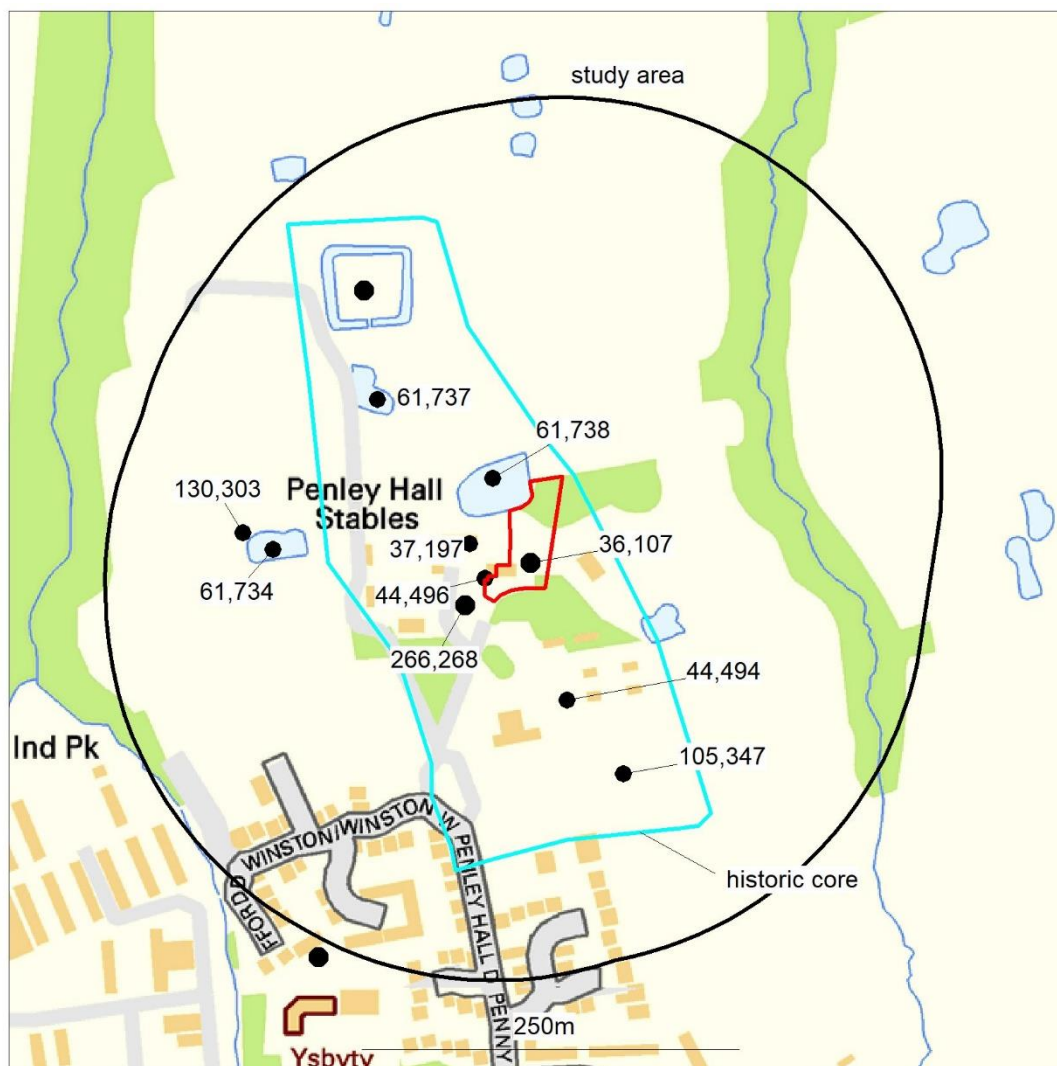 study area
61,737
61,738
130,303
Penley Hall
Stables
37,197
36,107
61,734
44,496
266,268
44,494
Ind Pk
105,347
FFORDD WINSTON/WINSTON
PENLEY HALL D
historic core
PENNY
250m
Ysbyty